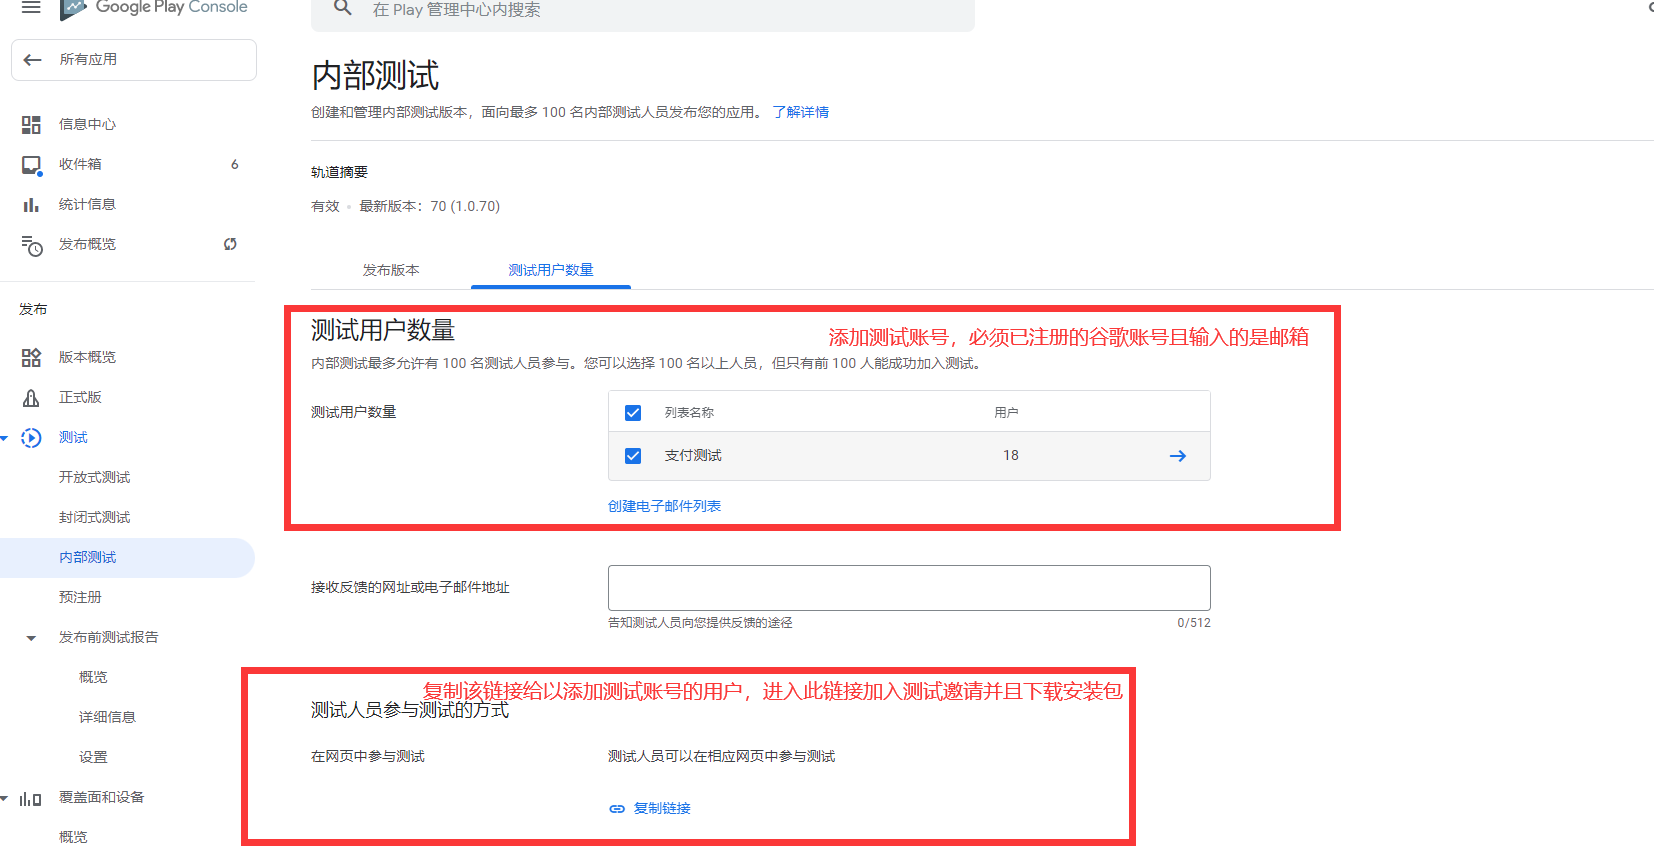 Google Play Console
在 Play 管理中心内搜索
所有应用
信息中心
收件箱 6
统计信息
发布概览
发布
版本概览
正式版
测试
开放式测试
封闭式测试
内部测试
预注册
发布前测试报告
概览
详细信息
设置
覆盖面和设备
概览
内部测试
创建和管理内部测试版本，面向最多 100 名内部测试人员发布您的应用。 了解详情
轨道摘要
有效 • 最新版本：70 (1.0.70)
发布版本 测试用户数量
测试用户数量
添加测试账号，必须已注册的谷歌账号且输入的是邮箱
内部测试最多允许有 100 名测试人员参与。您可以选择 100 名以上人员，但只有前 100 人能成功加入测试。
测试用户数量
列表名称 用户
支付测试 18
创建电子邮件列表
接收反馈的网址或电子邮件地址
告知测试人员向您提供反馈的途径 0/512
复制该链接给以添加测试账号的用户，进入此链接加入测试邀请并且下载安装包
测试人员参与测试的方式
在网页中参与测试 测试人员可以在相应网页中参与测试
复制链接